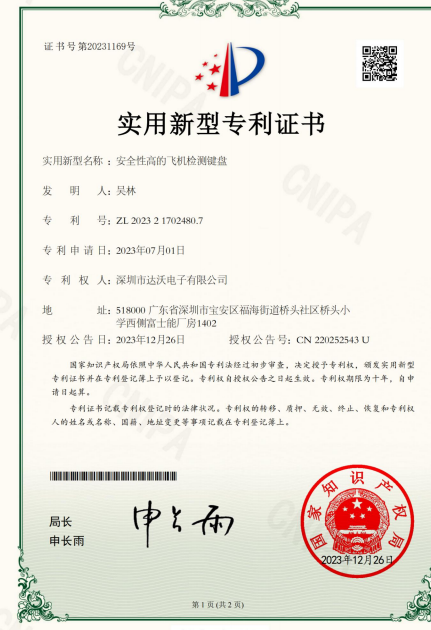 证书号第20231169号
实用新型专利证书
实用新型名称：安全性高的飞机检测键盘
发明人：吴林
专利号：ZL 2023 2 1702480.7
专利申请日：2023年07月01日
专利权人：深圳市达沃电子有限公司
地址：518000 广东省深圳市宝安区福海街道桥头社区桥头小
学西侧富士能厂房1402
授权公告日：2023年12月26日 授权公告号：CN 220252543 U
国家知识产权局依照中华人民共和国专利法经过初步审查，决定授予专利权，颁发实用新型
专利证书并在专利登记簿上予以登记。专利权自授权公告之日起生效。专利权期限为十年，自申
请日起算。
专利证书记载专利权登记时的法律状况。专利权的转移、质押、无效、终止、恢复和专利权
人的姓名或名称、国籍、地址变更等事项记载在专利登记簿上。
局长
申长雨
申长雨
国家知识产权局
2023年12月26日
第1页(共2页)
CNIPA
CNIPA
CNIPA